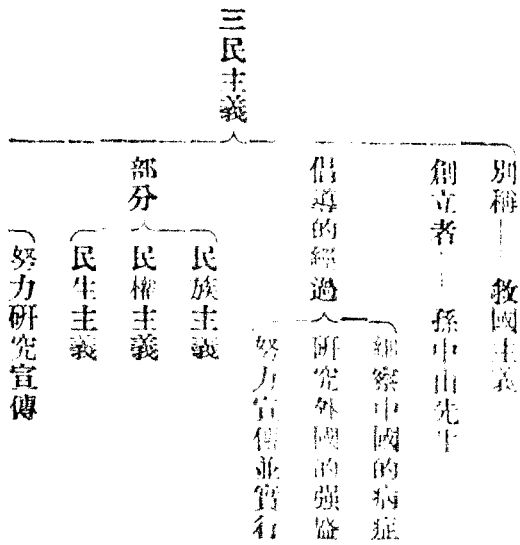 三民主義
別稱——救國主義
創立者——孫中山先生
倡導的經過
細察中國的病症
研究外國的强盛
努力宣傳並實行
部分
民族主義
民權主義
民生主義
努力研究宣傳